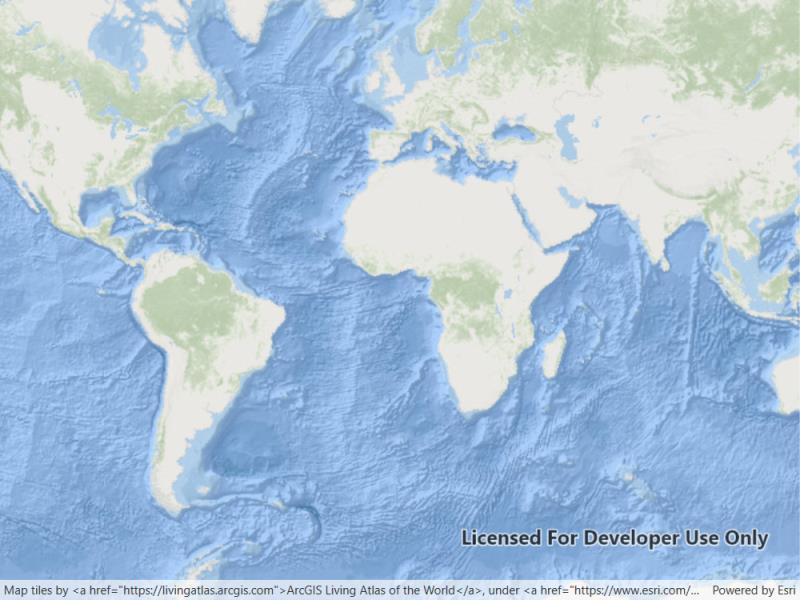 Licensed For Developer Use Only
Map tiles by <a href="https://livingatlas.arcgis.com">ArcGIS Living Atlas of the World</a>, under <a href="https://www.esri.com/... Powered by Esri